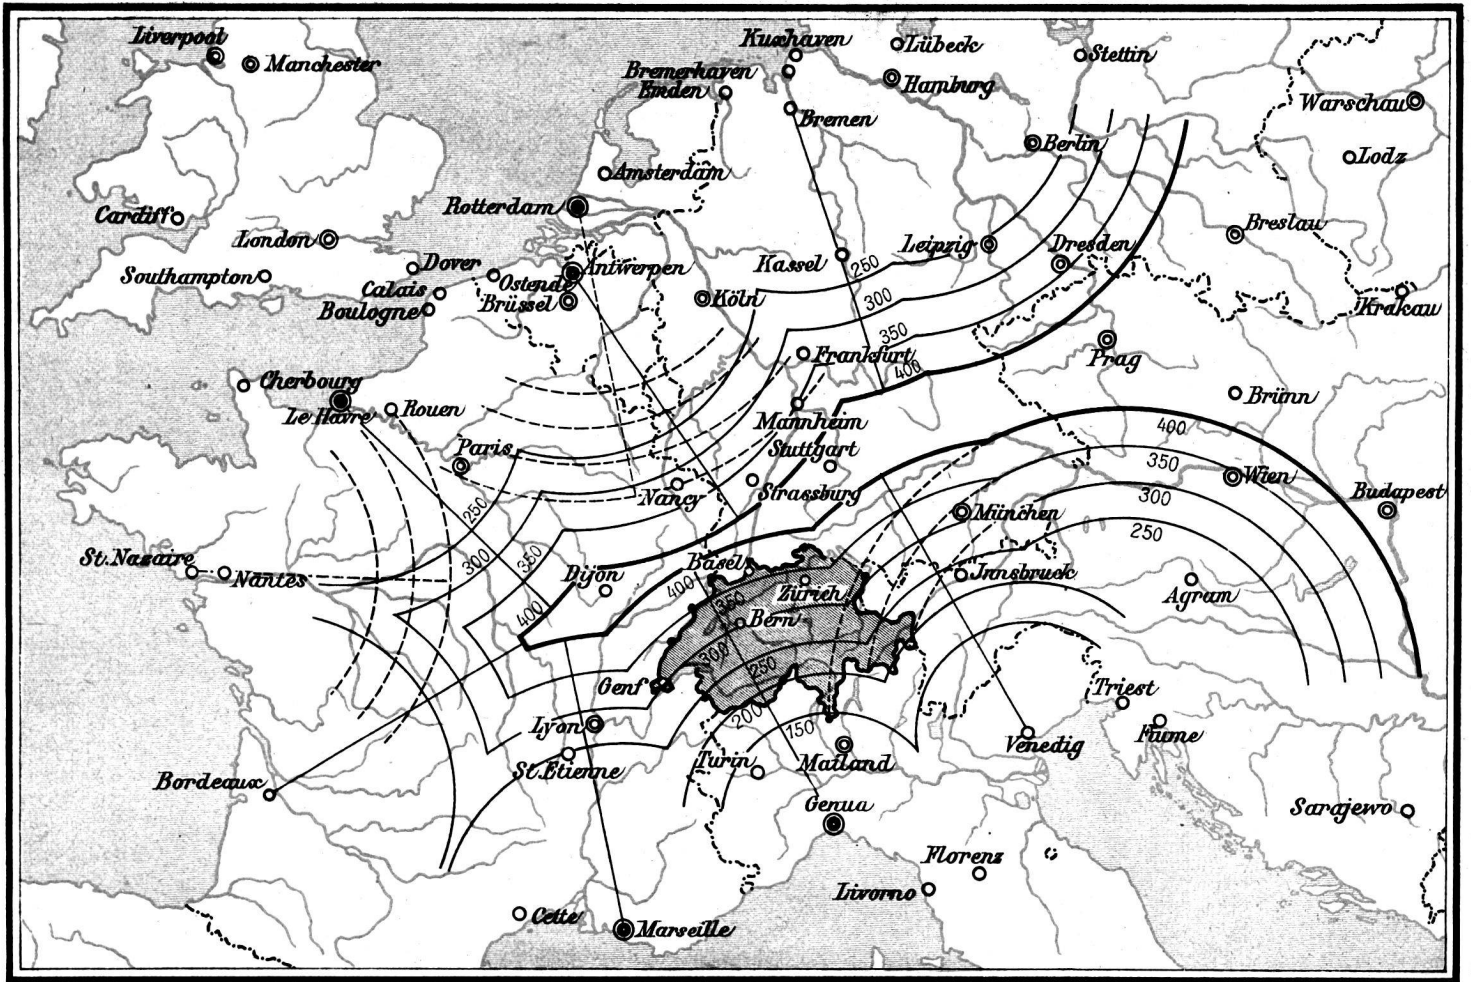 Liverpool
Manchester
Kuxhaven
Lübeck
Stettin
Bremerhaven
Emden
Hamburg
Warschau
Bremen
Berlin
Lodz
Amsterdam
Rotterdam
Cardiff
London
Leipzig
Dresden
Breslau
Dover
Southampton
Ostende
Antwerpen
Kassel
250
Calais
Boulogne
Brüssel
Köln
300
Krakau
350
Frankfurt
Prag
400
Cherbourg
Le Havre
Rouen
Brünn
Mannheim
400
Paris
Stuttgart
350
Wien
Nancy
Strassburg
300
Budapest
250
München
250
St. Nazaire
Nantes
300
350
Dijon
Basel
Innsbruck
400
400
Zürich
350
Agram
Bern
300
250
Genf
Triest
200
150
Lyon
St. Etienne
Turin
Mailand
Venedig
Fiume
Bordeaux
Genua
Sarajewo
Florenz
Livorno
Cette
Marseille